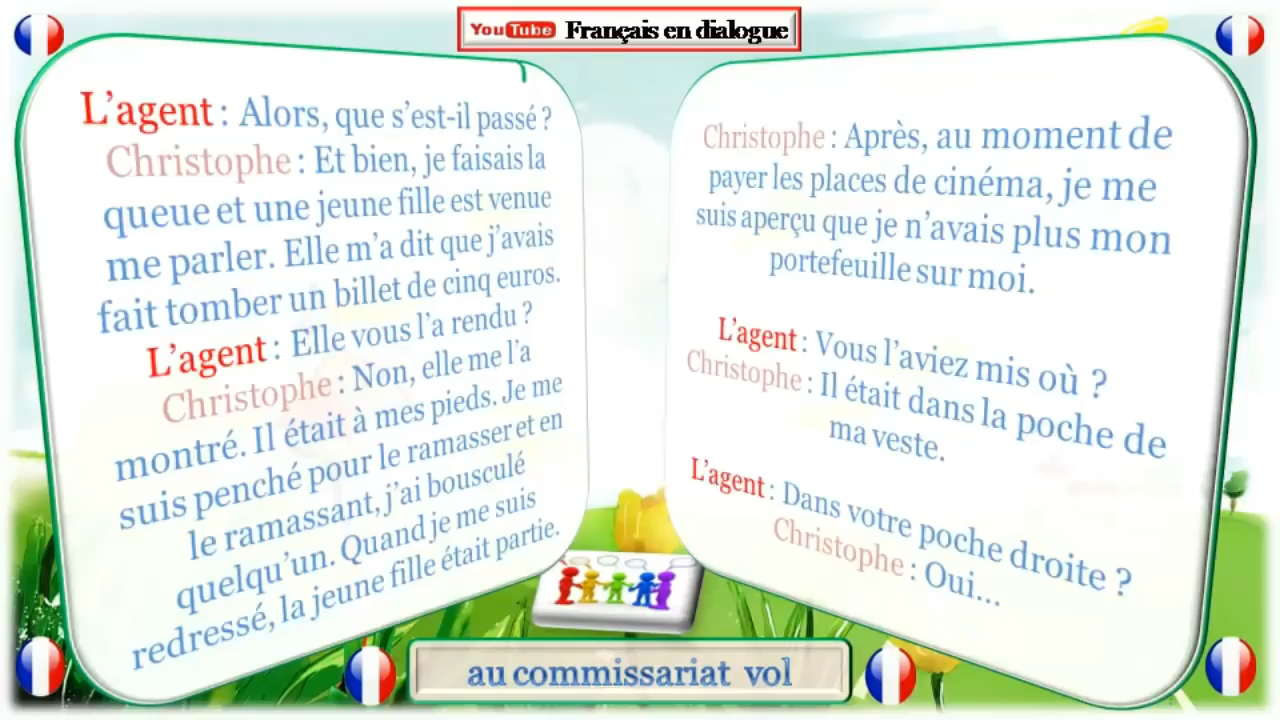 YouTube Français en dialogue
L’agent : Alors, que s’est-il passé ?
Christophe : Et bien, je faisais la
queue et une jeune fille est venue
me parler. Elle m’a dit que j’avais
fait tomber un billet de cinq euros.
L’agent : Elle vous l’a rendu ?
Christophe : Non, elle me l’a
montré. Il était à mes pieds. Je me
suis penché pour le ramasser et en
le ramassant, j’ai bousculé
quelqu’un. Quand je me suis
redressé, la jeune fille était partie.
Christophe : Après, au moment de
payer les places de cinéma, je me
suis aperçu que je n’avais plus mon
portefeuille sur moi.
L’agent : Vous l’aviez mis où ?
Christophe : Il était dans la poche de
ma veste.
L’agent : Dans votre poche droite ?
Christophe : Oui...
au commissariat vol